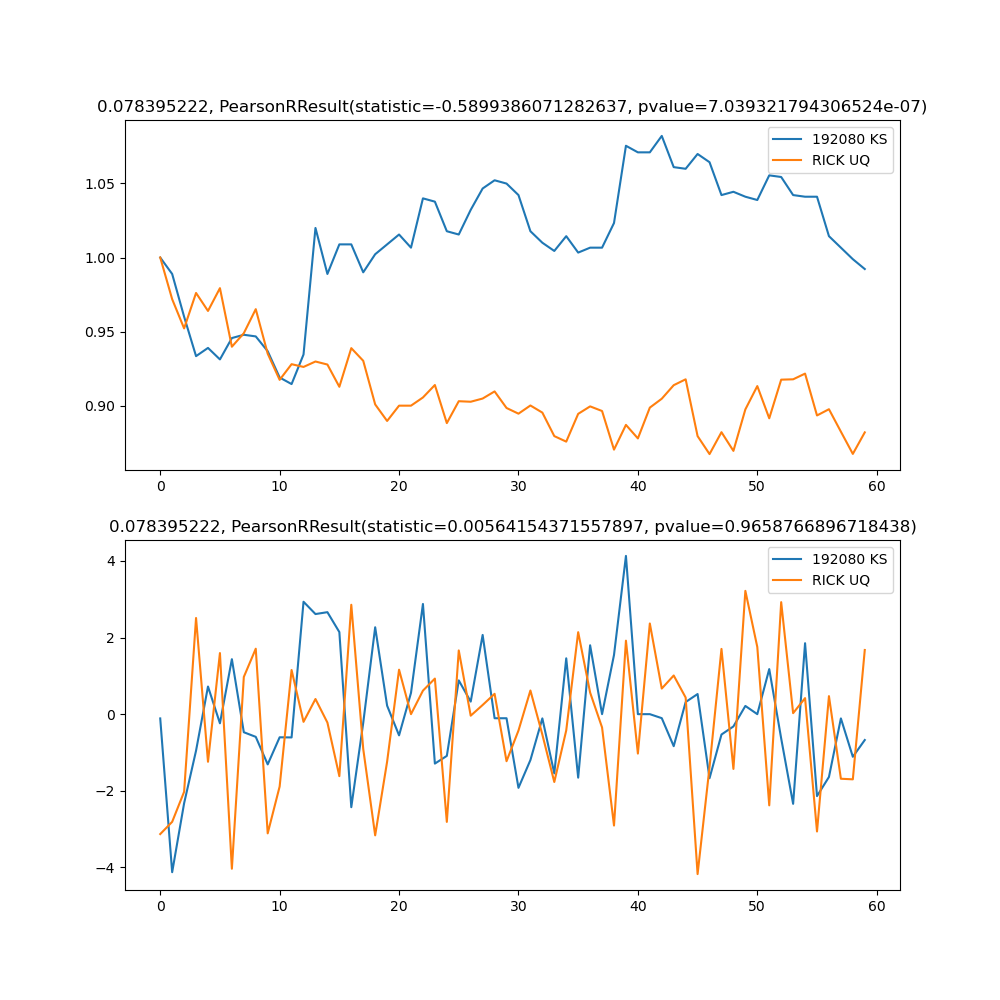 0.078395222, PearsonRResult(statistic=-0.5899386071282637, pvalue=7.039321794306524e-07)
192080 KS
RICK UQ
1.05
1.00
0.95
0.90
0 10 20 30 40 50 60
0.078395222, PearsonRResult(statistic=0.00564154371557897, pvalue=0.9658766896718438)
192080 KS
RICK UQ
4
2
0
−2
−4
0 10 20 30 40 50 60